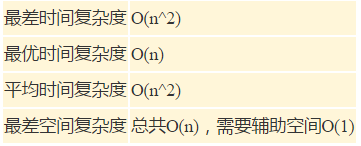 最差时间复杂度 O(n^2)
最优时间复杂度 O(n)
平均时间复杂度 O(n^2)
最差空间复杂度 总共O(n)，需要辅助空间O(1)